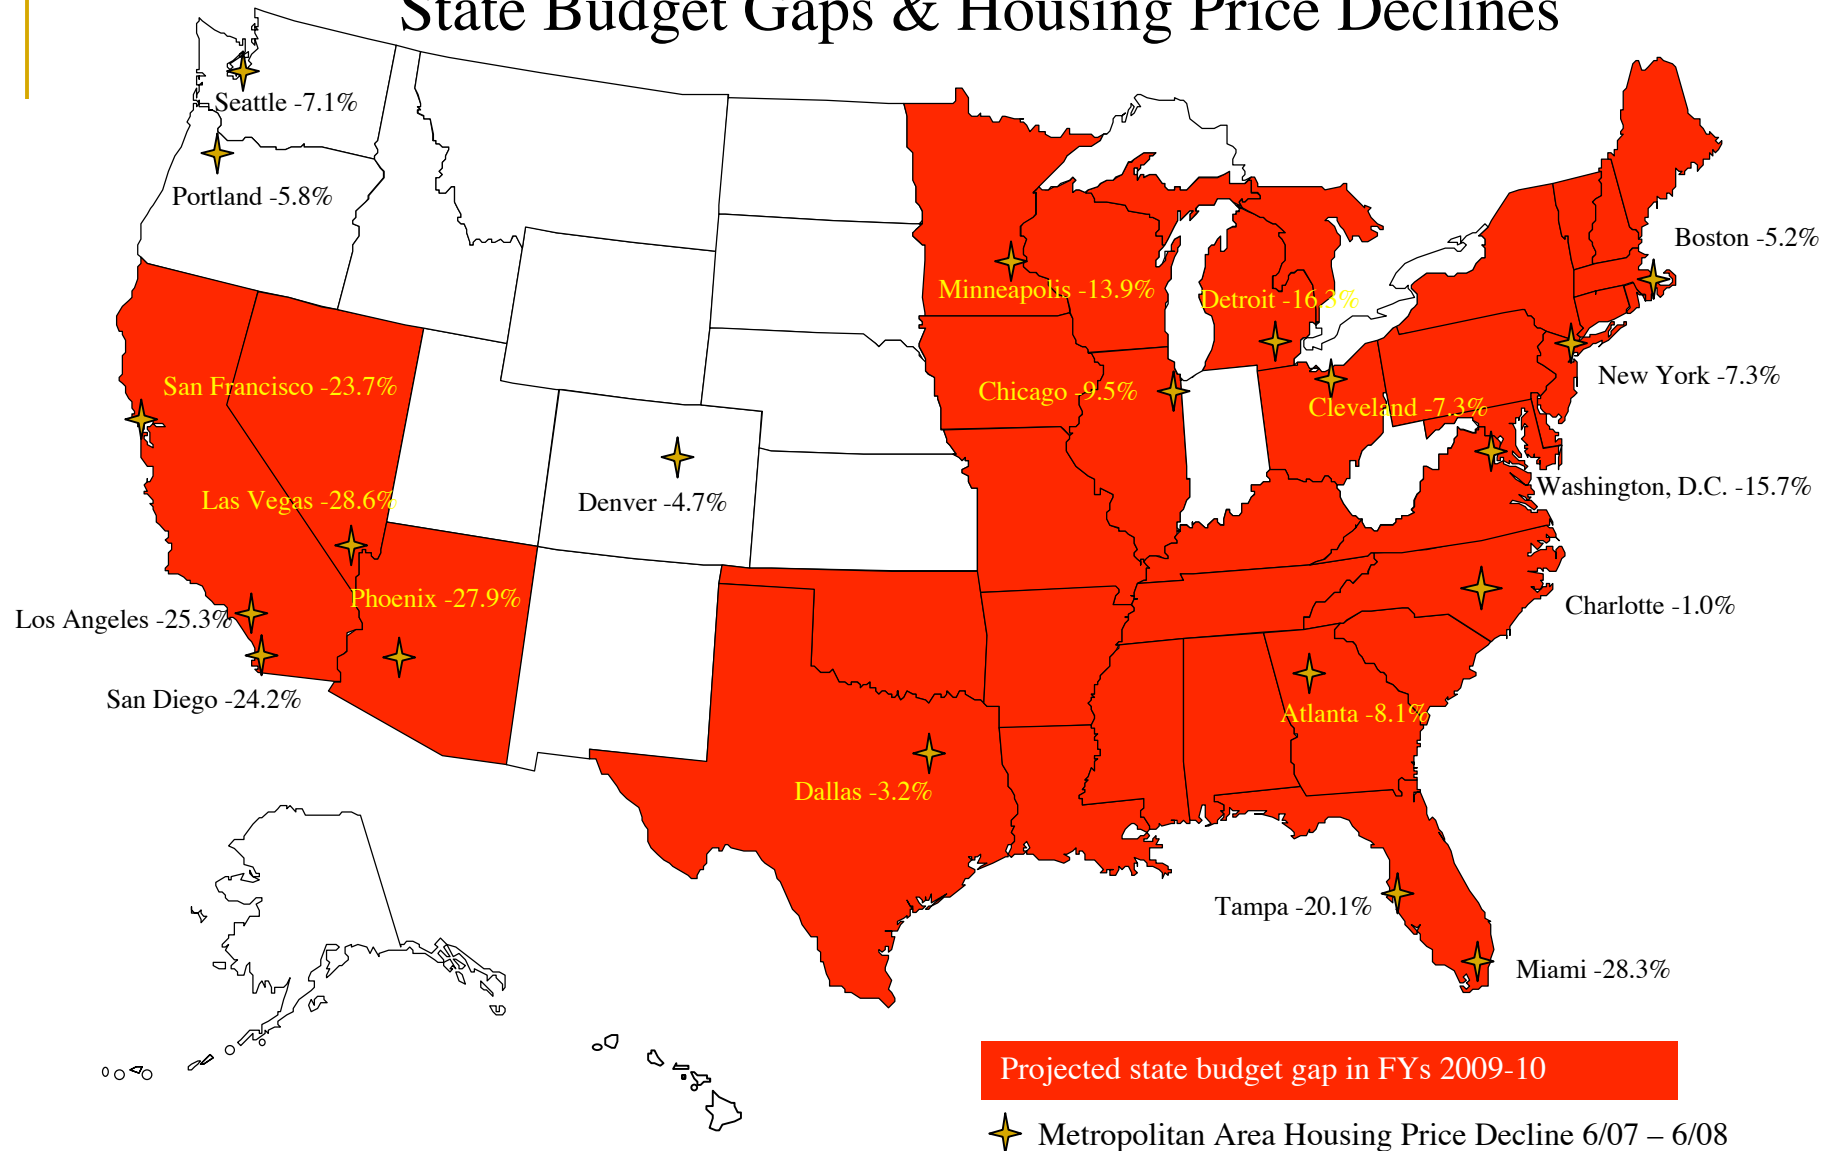 State Budget Gaps & Housing Price Declines
Seattle -7.1%
Portland -5.8%
Boston -5.2%
Minneapolis -13.9%
Detroit -16.3%
New York -7.3%
San Francisco -23.7%
Chicago -9.5%
Cleveland -7.3%
Las Vegas -28.6%
Denver -4.7%
Washington, D.C. -15.7%
Phoenix -27.9%
Los Angeles -25.3%
Charlotte -1.0%
San Diego -24.2%
Atlanta -8.1%
Dallas -3.2%
Tampa -20.1%
Miami -28.3%
Projected state budget gap in FYs 2009-10
Metropolitan Area Housing Price Decline 6/07 – 6/08